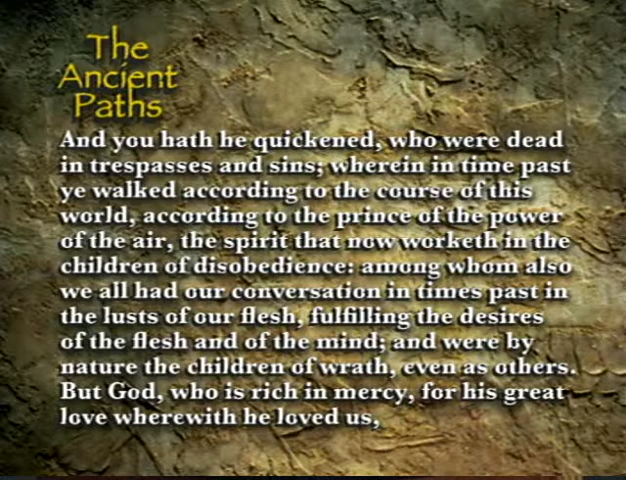 The
Ancient
Paths
And you hath he quickened, who were dead
in trespasses and sins; wherein in time past
ye walked according to the course of this
world, according to the prince of the power
of the air, the spirit that now worketh in the
children of disobedience: among whom also
we all had our conversation in times past in
the lusts of our flesh, fulfilling the desires
of the flesh and of the mind; and were by
nature the children of wrath, even as others.
But God, who is rich in mercy, for his great
love wherewith he loved us,